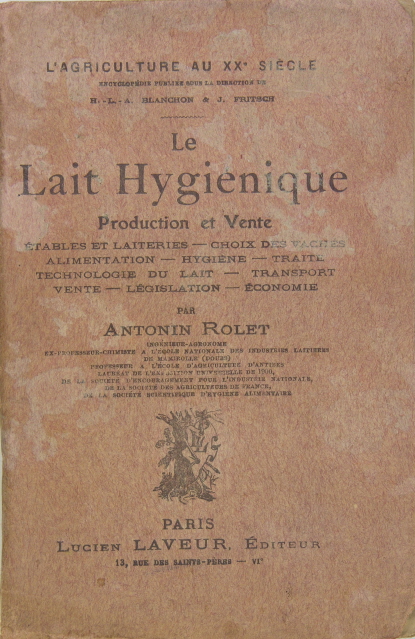 L'AGRICULTURE AU XXe SIÈCLE
ENCYCLOPÉDIE PUBLIÉE SOUS LA DIRECTION DE
H.-L.-A. BLANCHON & J. FRITSCH
Le
Lait Hygiénique
Production et Vente
ÉTABLES ET LAITERIES — CHOIX DES VACHES
ALIMENTATION — HYGIÈNE — TRAITE
TECHNOLOGIE DU LAIT — TRANSPORT
VENTE — LÉGISLATION — ÉCONOMIE
PAR
ANTONIN ROLET
INGÉNIEUR-AGRONOME
EX-PROFESSEUR-CHIMISTE A L'ÉCOLE NATIONALE DES INDUSTRIES LAITIÈRES
DE MAMIROLLE (DOUBS)
PROFESSEUR A L'ÉCOLE D'AGRICULTURE D'ANTIBES
LAURÉAT DE L'EXPOSITION UNIVERSELLE DE 1900,
DE LA SOCIÉTÉ D'ENCOURAGEMENT POUR L'INDUSTRIE NATIONALE,
DE LA SOCIÉTÉ DES AGRICULTEURS DE FRANCE,
DE LA SOCIÉTÉ SCIENTIFIQUE D'HYGIÈNE ALIMENTAIRE
PARIS
LUCIEN LAVEUR, ÉDITEUR
13, RUE DES SAINTS-PÈRES — VIe